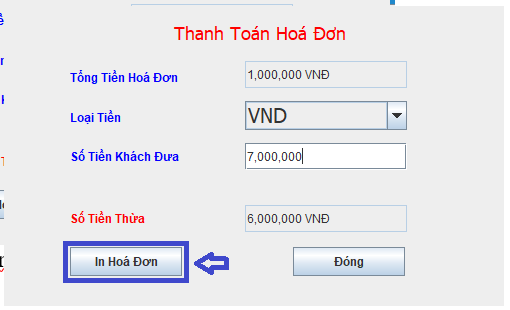 Thanh Toán Hoá Đơn
Tổng Tiền Hoá Đơn 1,000,000 VNĐ
Loại Tiền VND
Số Tiền Khách Đưa 7,000,000
Số Tiền Thừa 6,000,000 VNĐ
In Hoá Đơn Đóng